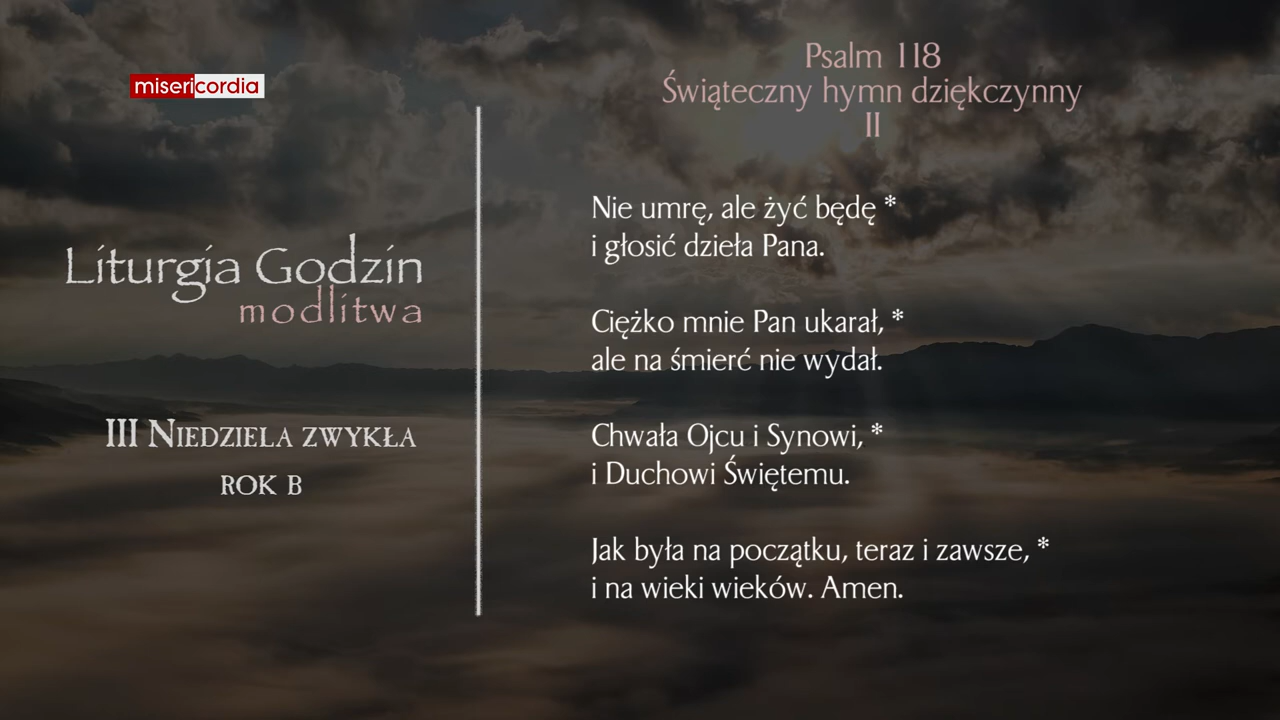 misericordia
Liturgia Godzin
modlitwa
III Niedziela zwykła
rok B
Psalm 118
Świąteczny hymn dziękczynny
II
Nie umrę, ale żyć będę *
i głosić dzieła Pana.
Ciężko mnie Pan ukarał, *
ale na śmierć nie wydał.
Chwała Ojcu i Synowi, *
i Duchowi Świętemu.
Jak była na początku, teraz i zawsze, *
i na wieki wieków. Amen.